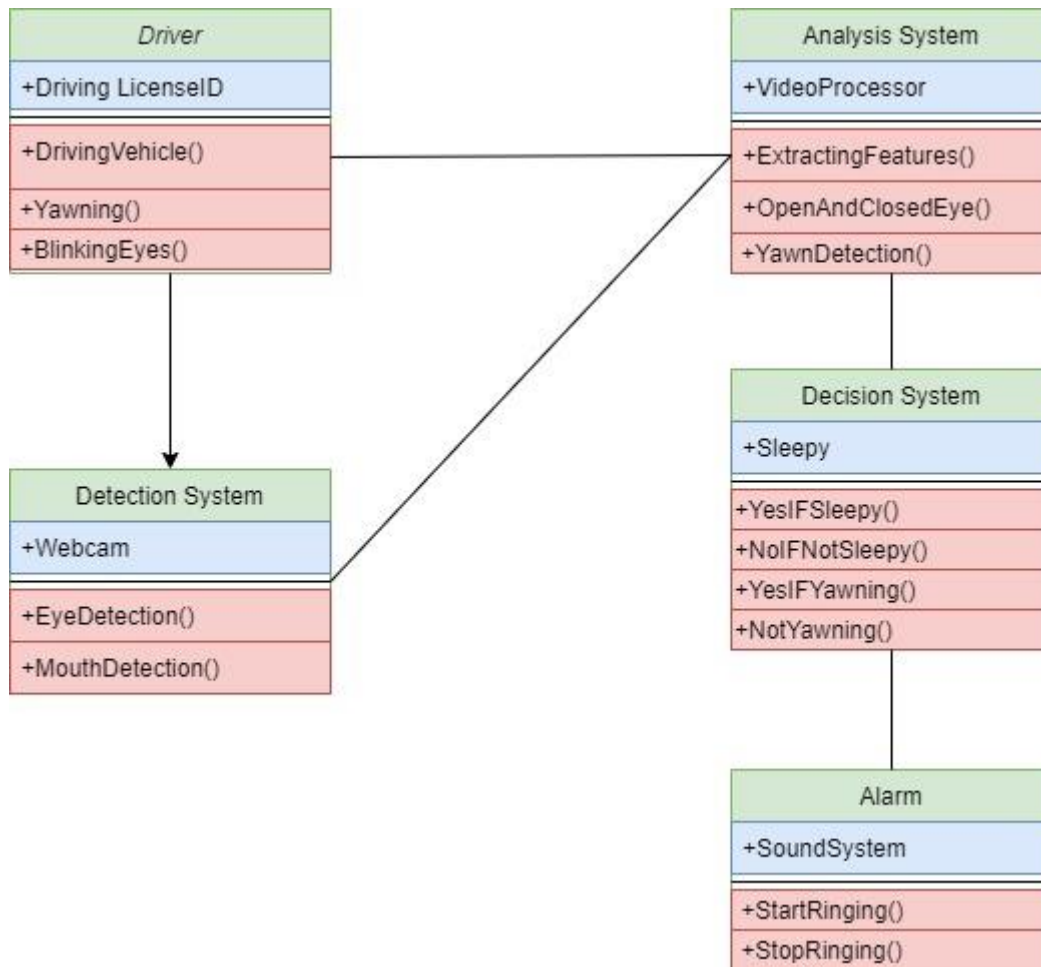 Driver
+Driving LicenseID
+DrivingVehicle()
+Yawning()
+BlinkingEyes()
Analysis System
+VideoProcessor
+ExtractingFeatures()
+OpenAndClosedEye()
+YawnDetection()
Detection System
+Webcam
+EyeDetection()
+MouthDetection()
Decision System
+Sleepy
+YesIFSleepy()
+NoIFNotSleepy()
+YesIFYawning()
+NotYawning()
Alarm
+SoundSystem
+StartRinging()
+StopRinging()